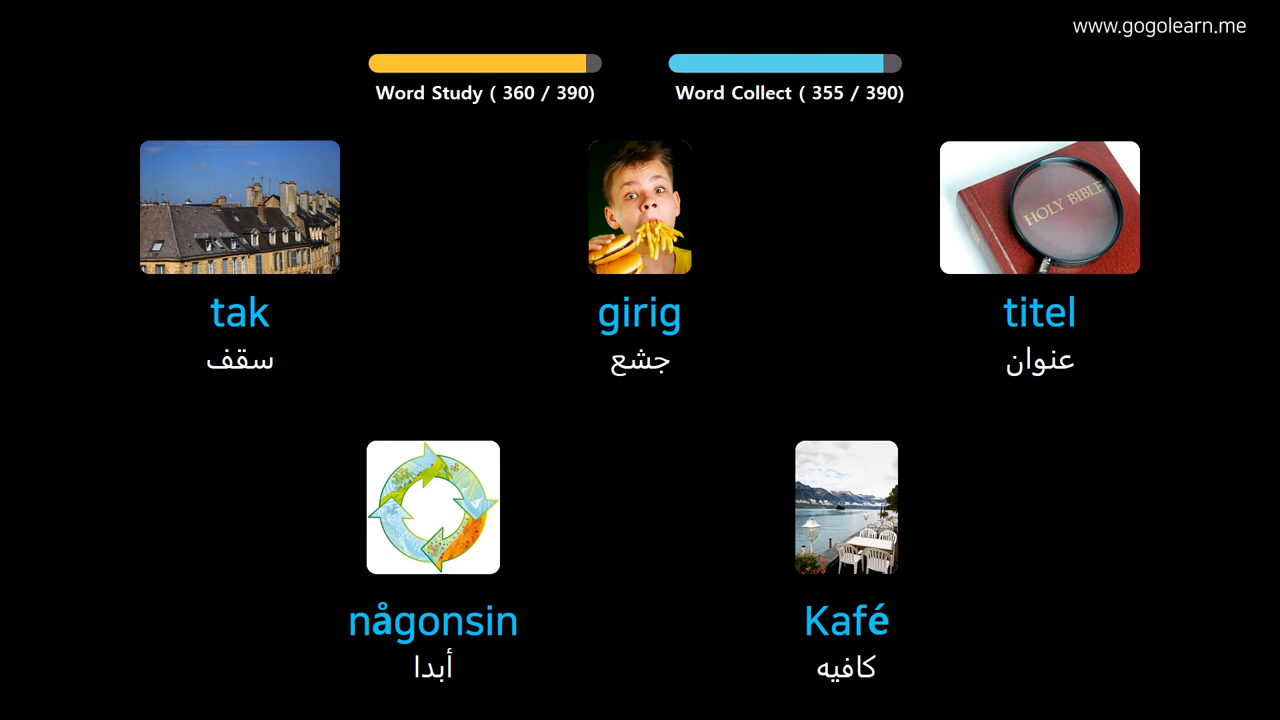 www.gogolearn.me
Word Study ( 360 / 390)
Word Collect ( 355 / 390)
HOLY BIBLE
tak
سقف
girig
جشع
titel
عنوان
någonsin
أبدا
Kafé
كافيه